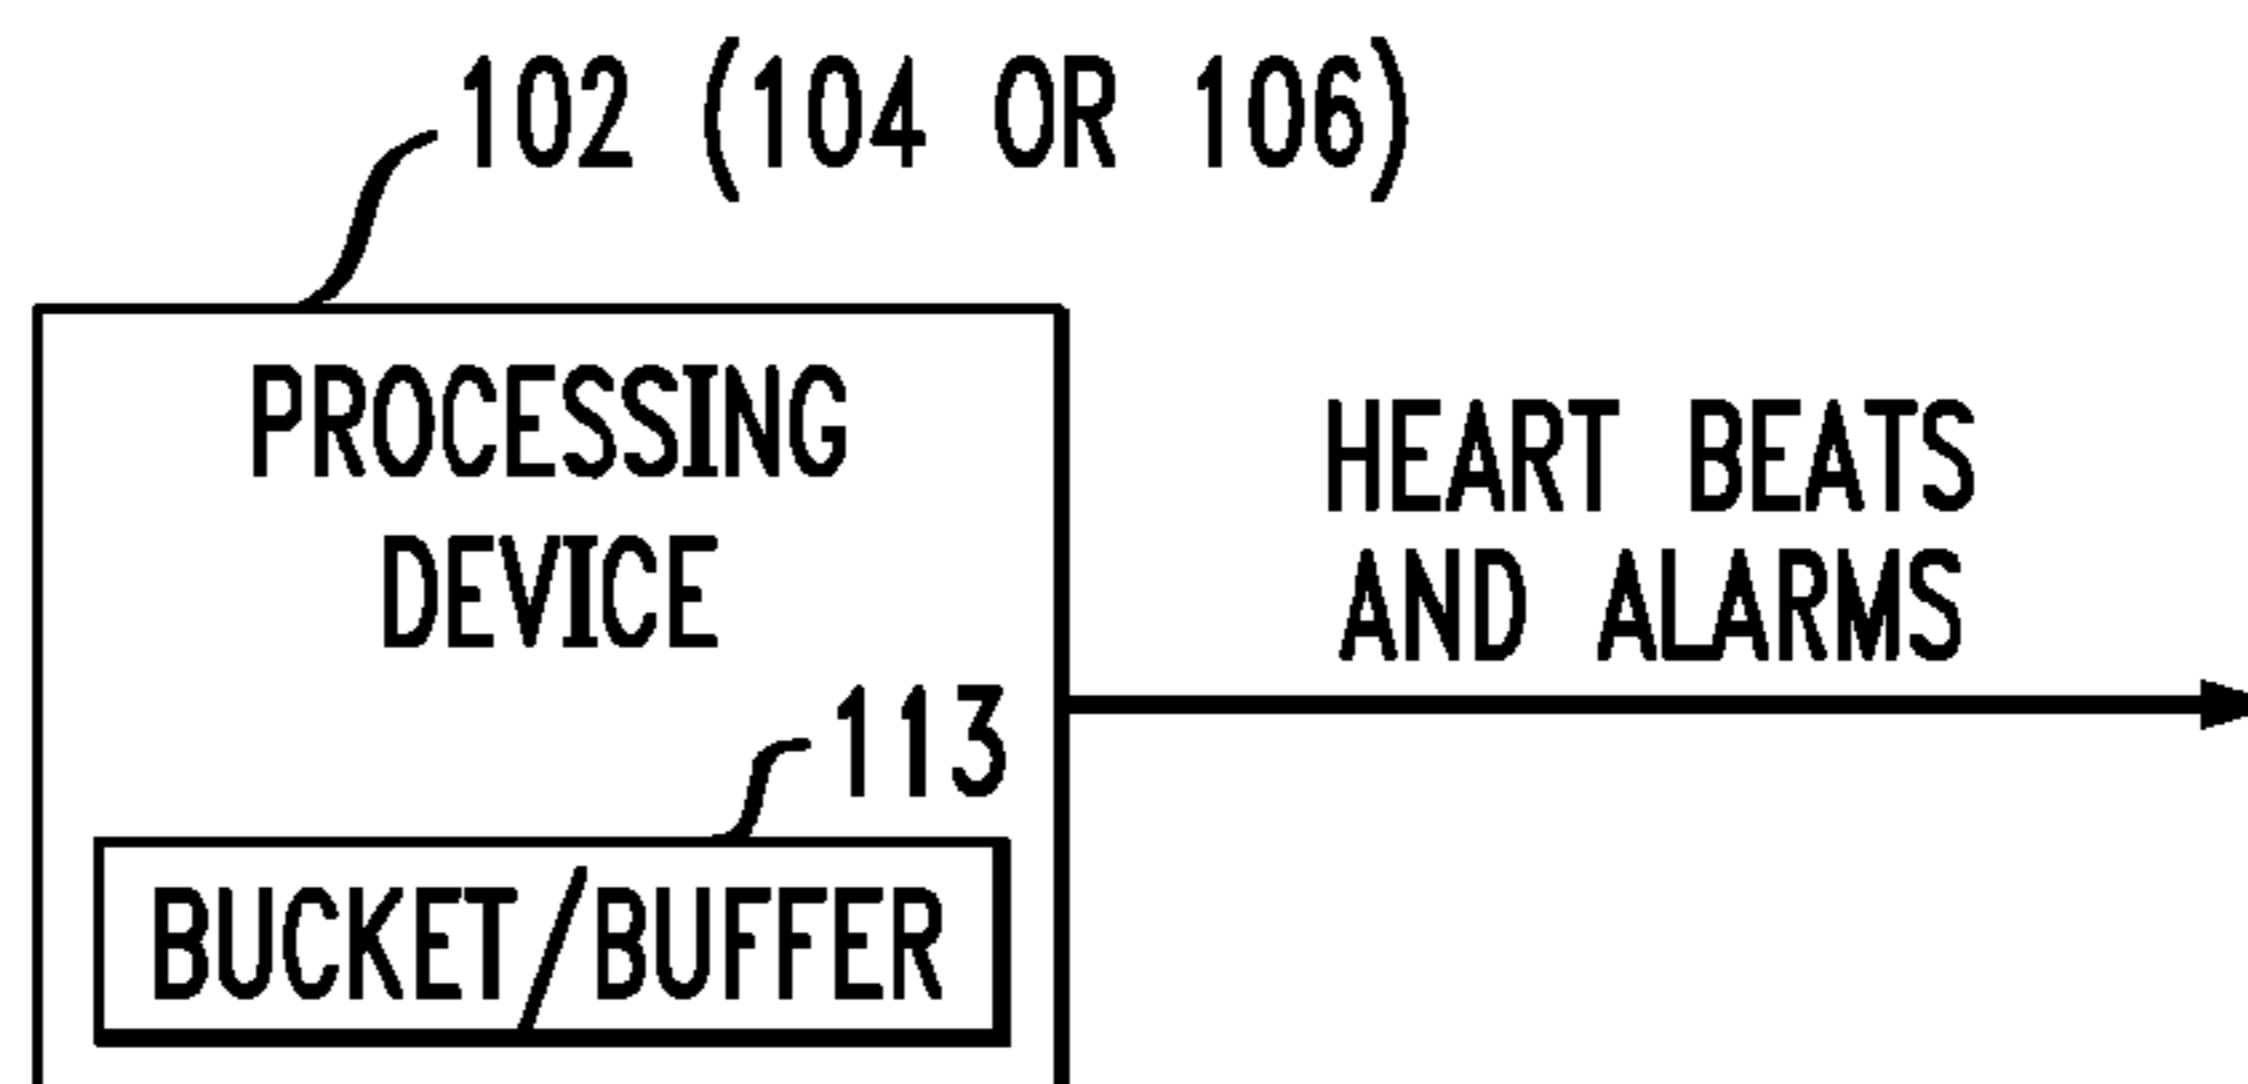 102 (104 OR 106)
PROCESSING
DEVICE
HEART BEATS
AND ALARMS
113
BUCKET/BUFFER